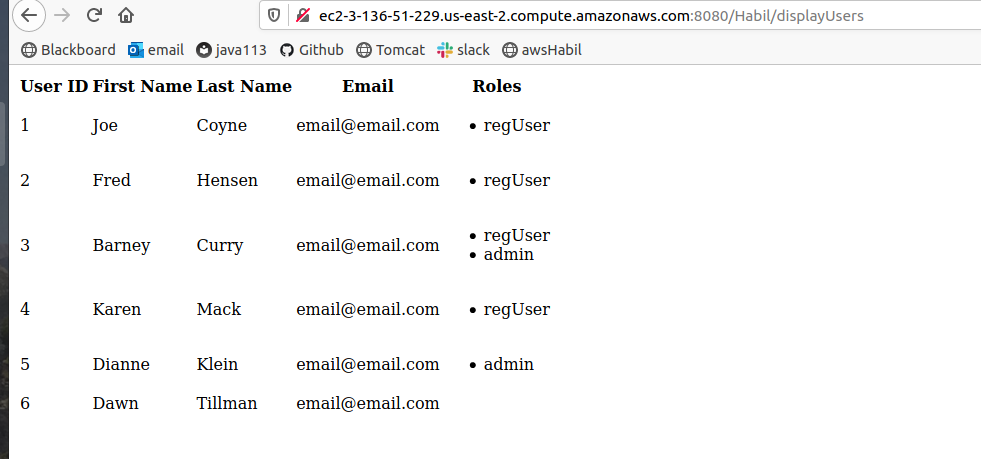 ec2-3-136-51-229.us-east-2.compute.amazonaws.com:8080/Habil/displayUsers
Blackboard email java113 Github Tomcat slack awsHabil
User ID First Name Last Name Email Roles
1 Joe Coyne email@email.com • regUser
2 Fred Hensen email@email.com • regUser
3 Barney Curry email@email.com • regUser
• admin
4 Karen Mack email@email.com • regUser
5 Dianne Klein email@email.com • admin
6 Dawn Tillman email@email.com